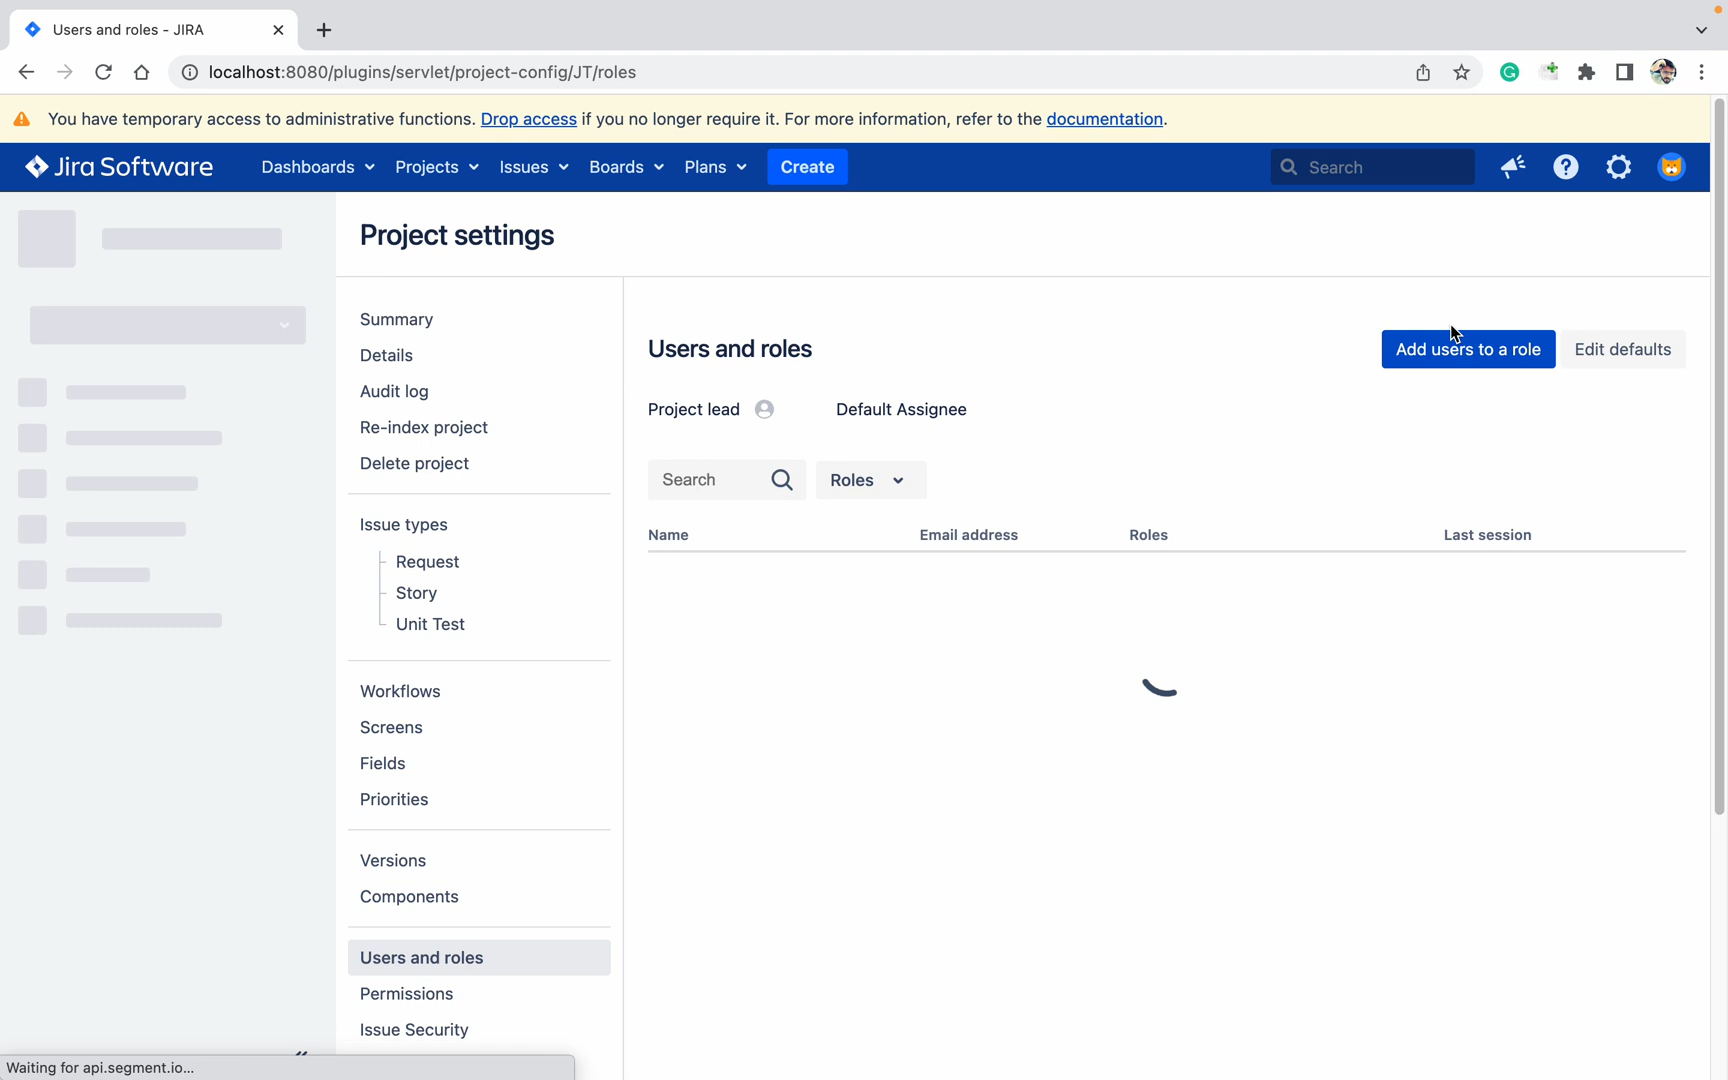 Users and roles - JIRA
localhost:8080/plugins/servlet/project-config/JT/roles
You have temporary access to administrative functions. Drop access if you no longer require it. For more information, refer to the documentation.
Jira Software
Dashboards
Projects
Issues
Boards
Plans
Create
Search
Project settings
Summary
Details
Audit log
Re-index project
Delete project
Issue types
Request
Story
Unit Test
Workflows
Screens
Fields
Priorities
Versions
Components
Users and roles
Permissions
Issue Security
Users and roles
Add users to a role
Edit defaults
Project lead
Default Assignee
Search
Roles
Name
Email address
Roles
Last session
Waiting for api.segment.io...